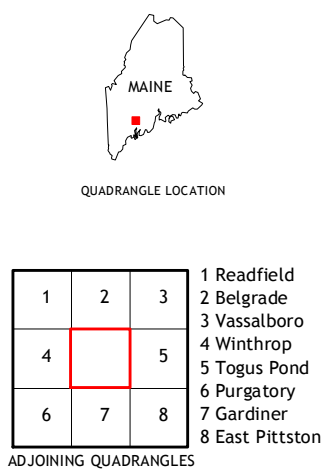 MAINE
QUADRANGLE LOCATION
1 2 3
4 5
6 7 8
1 Readfield
2 Belgrade
3 Vassalboro
4 Winthrop
5 Togus Pond
6 Purgatory
7 Gardiner
8 East Pittston
ADJOINING QUADRANGLES